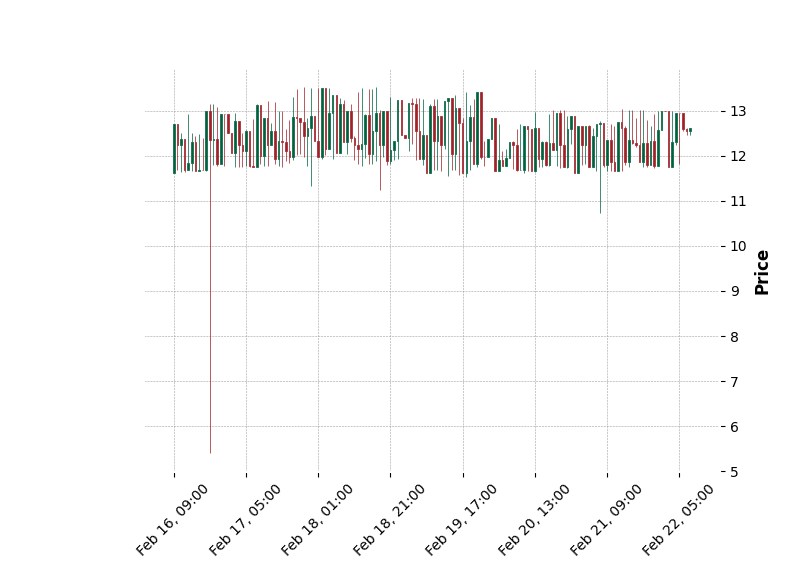 13
12
11
10
9
8
7
6
5
Price
Feb 16, 09:00
Feb 17, 05:00
Feb 18, 01:00
Feb 18, 21:00
Feb 19, 17:00
Feb 20, 13:00
Feb 21, 09:00
Feb 22, 05:00